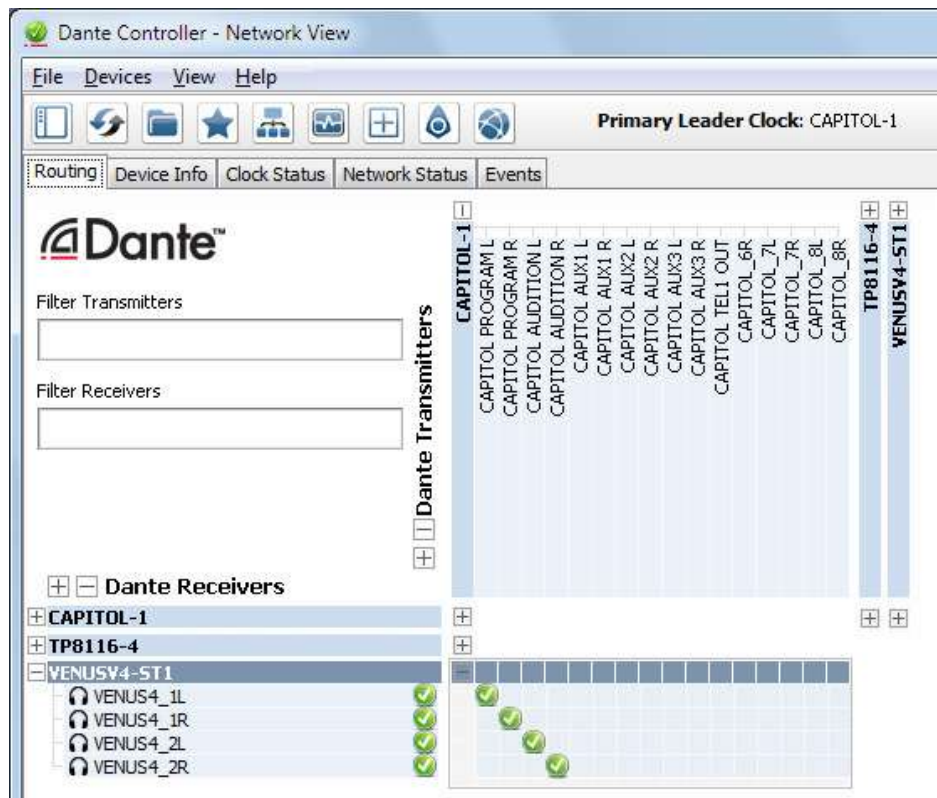 Dante Controller - Network View
File Devices View Help
Primary Leader Clock: CAPITOL-1
Routing Device Info Clock Status Network Status Events
Dante™
Filter Transmitters
Filter Receivers
Dante Transmitters
CAPITOL-1
CAPITOL PROGRAM L
CAPITOL PROGRAM R
CAPITOL AUDITION L
CAPITOL AUDITION R
CAPITOL AUX1 L
CAPITOL AUX1 R
CAPITOL AUX2 L
CAPITOL AUX2 R
CAPITOL AUX3 L
CAPITOL AUX3 R
CAPITOL TEL1 OUT
CAPITOL_6R
CAPITOL_7L
CAPITOL_7R
CAPITOL_8L
CAPITOL_8R
TP8116-4
VENUSV4-ST1
Dante Receivers
CAPITOL-1
TP8116-4
VENUSV4-ST1
VENUS4_1L
VENUS4_1R
VENUS4_2L
VENUS4_2R